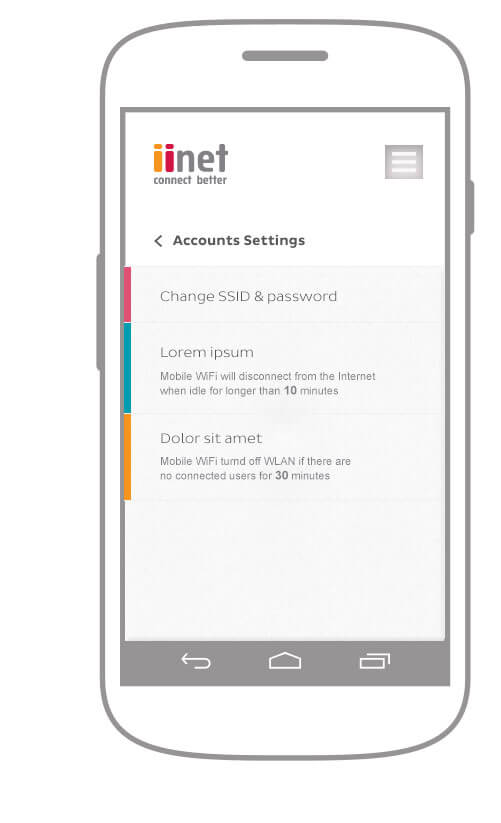 iinet
connect better
Accounts Settings
Change SSID & password
Lorem ipsum
Mobile WiFi will disconnect from the Internet
when idle for longer than 10 minutes
Dolor sit amet
Mobile WiFi turnd off WLAN if there are
no connected users for 30 minutes